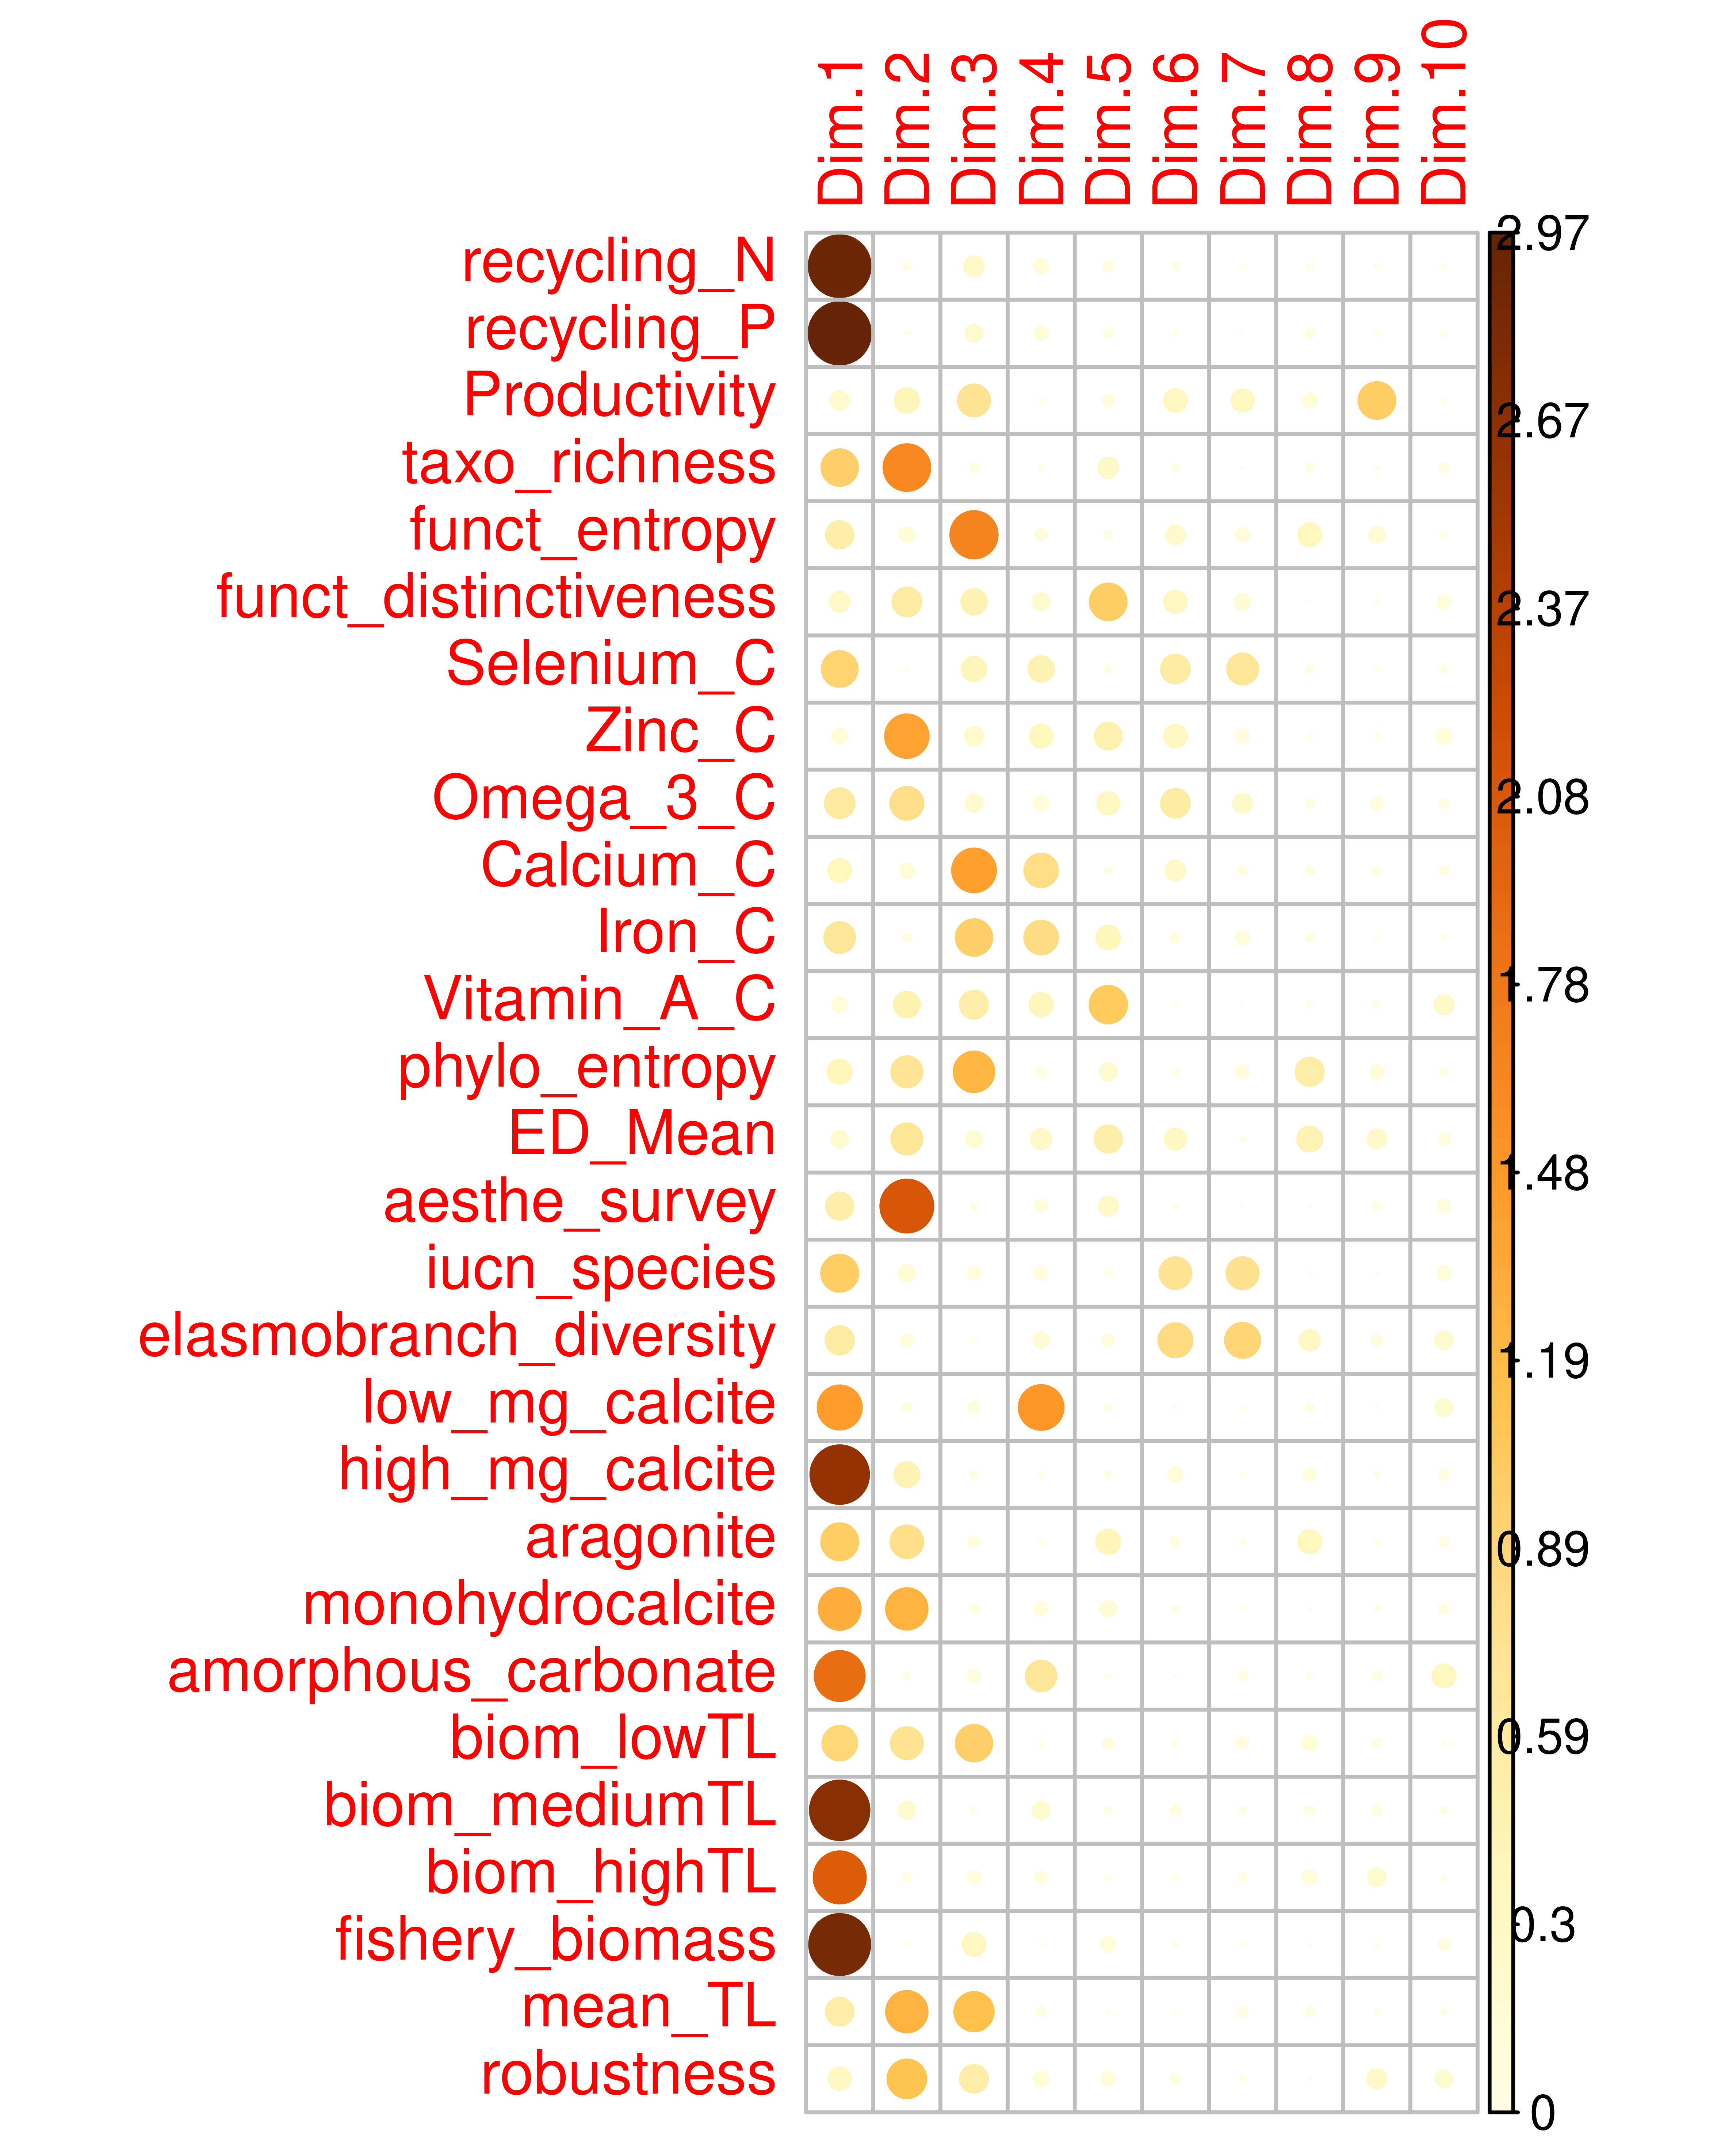 Dim.1
Dim.2
Dim.3
Dim.4
Dim.5
Dim.6
Dim.7
Dim.8
Dim.9
Dim.10
recycling_N
recycling_P
Productivity
taxo_richness
funct_entropy
funct_distinctiveness
Selenium_C
Zinc_C
Omega_3_C
Calcium_C
Iron_C
Vitamin_A_C
phylo_entropy
ED_Mean
aesthe_survey
iucn_species
elasmobranch_diversity
low_mg_calcite
high_mg_calcite
aragonite
monohydrocalcite
amorphous_carbonate
biom_lowTL
biom_mediumTL
biom_highTL
fishery_biomass
mean_TL
robustness
2.97
2.67
2.37
2.08
1.78
1.48
1.19
0.89
0.59
0.3
0